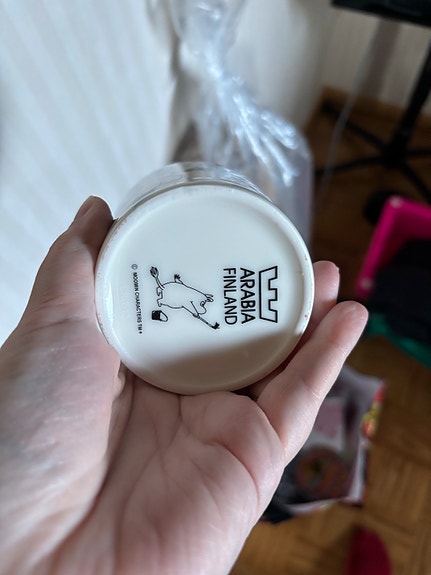 ARABIA
FINLAND
© MOOMIN CHARACTERS TM